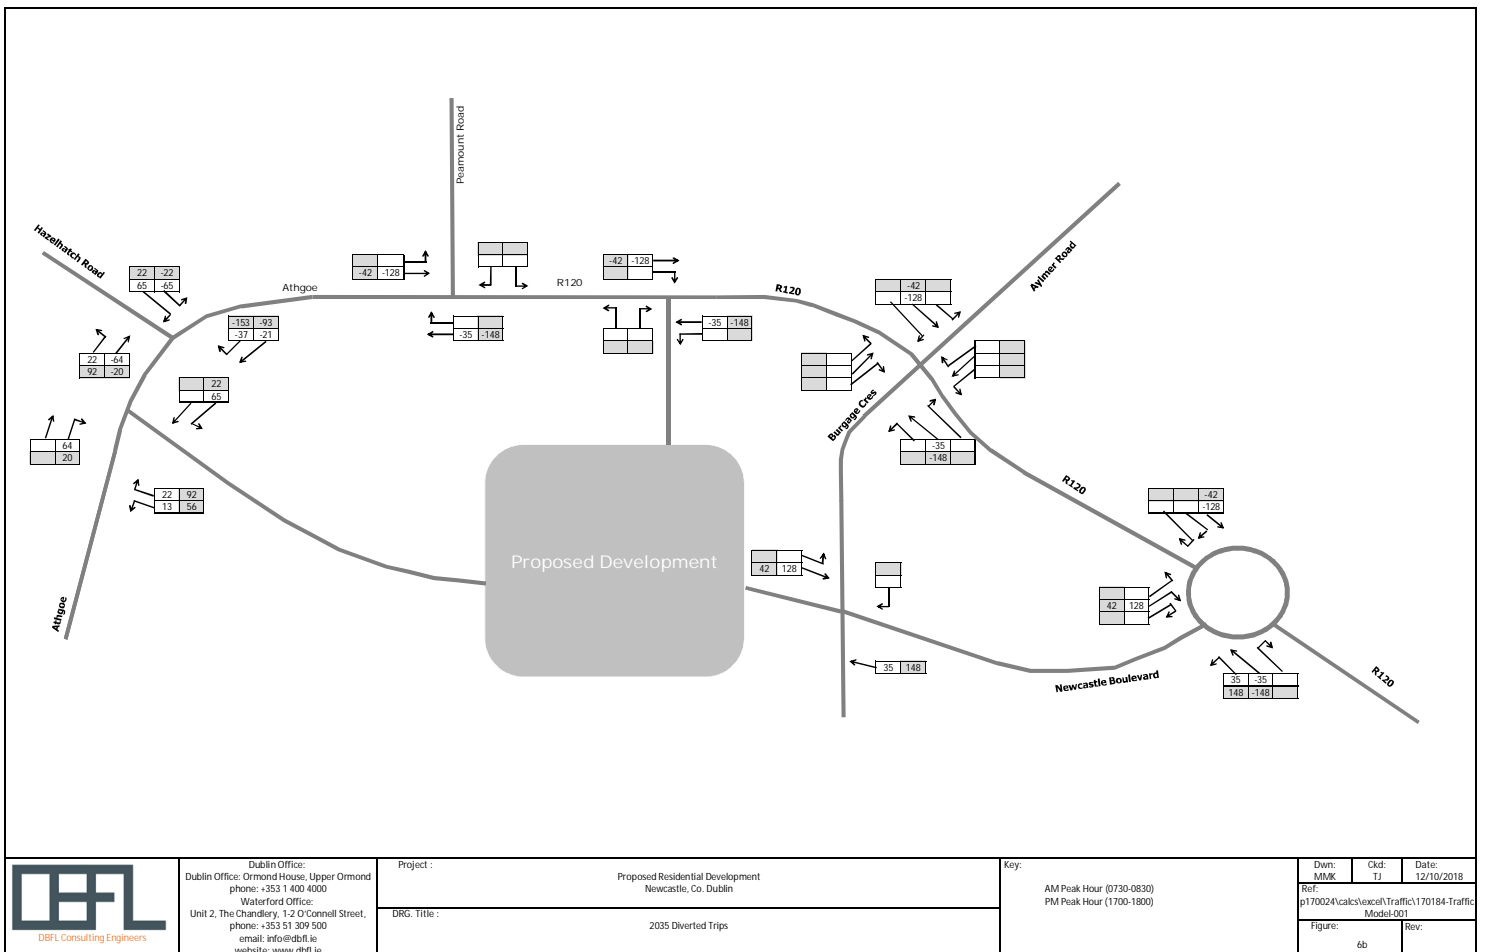 Peamount Road
Hazelhatch Road
22 -22
65 -65
Athgoe
-42 -128
R120
-42 -128
R120
-42
-128
Aylmer Road
-153 -93
-37 -21
-35 -148
-35 -148
22 -64
92 -20
22
65
Burgage Cres
64
20
-35
-148
22 92
13 56
R120
-42
-128
Proposed Development
42 128
42 128
Athgoe
35 148
Newcastle Boulevard
35 -35
148 -148
R120
DBFL
DBFL Consulting Engineers
Dublin Office:
Dublin Office: Ormond House, Upper Ormond
phone: +353 1 400 4000
Waterford Office:
Unit 2, The Chandlery, 1-2 O'Connell Street,
phone: +353 51 309 500
email: info@dbfl.ie
website: www.dbfl.ie
Project :
Proposed Residential Development
Newcastle, Co. Dublin
DRG. Title :
2035 Diverted Trips
Key:
AM Peak Hour (0730-0830)
PM Peak Hour (1700-1800)
Dwn: Ckd: Date:
MMK TJ 12/10/2018
Ref:
p170024\calcs\excel\Traffic\170184-Traffic
Model-001
Figure: Rev:
6b